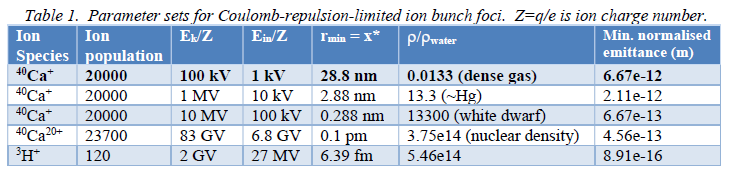 Table 1. Parameter sets for Coulomb-repulsion-limited ion bunch foci. Z=q/e is ion charge number.
Ion Species Ion population Ek/Z Ein/Z rmin = x* ρ/ρwater Min. normalised emittance (m)
⁴⁰Ca⁺ 20000 100 kV 1 kV 28.8 nm 0.0133 (dense gas) 6.67e-12
⁴⁰Ca⁺ 20000 1 MV 10 kV 2.88 nm 13.3 (~Hg) 2.11e-12
⁴⁰Ca⁺ 20000 10 MV 100 kV 0.288 nm 13300 (white dwarf) 6.67e-13
⁴⁰Ca²⁰⁺ 23700 83 GV 6.8 GV 0.1 pm 3.75e14 (nuclear density) 4.56e-13
³H⁺ 120 2 GV 27 MV 6.39 fm 5.46e14 8.91e-16